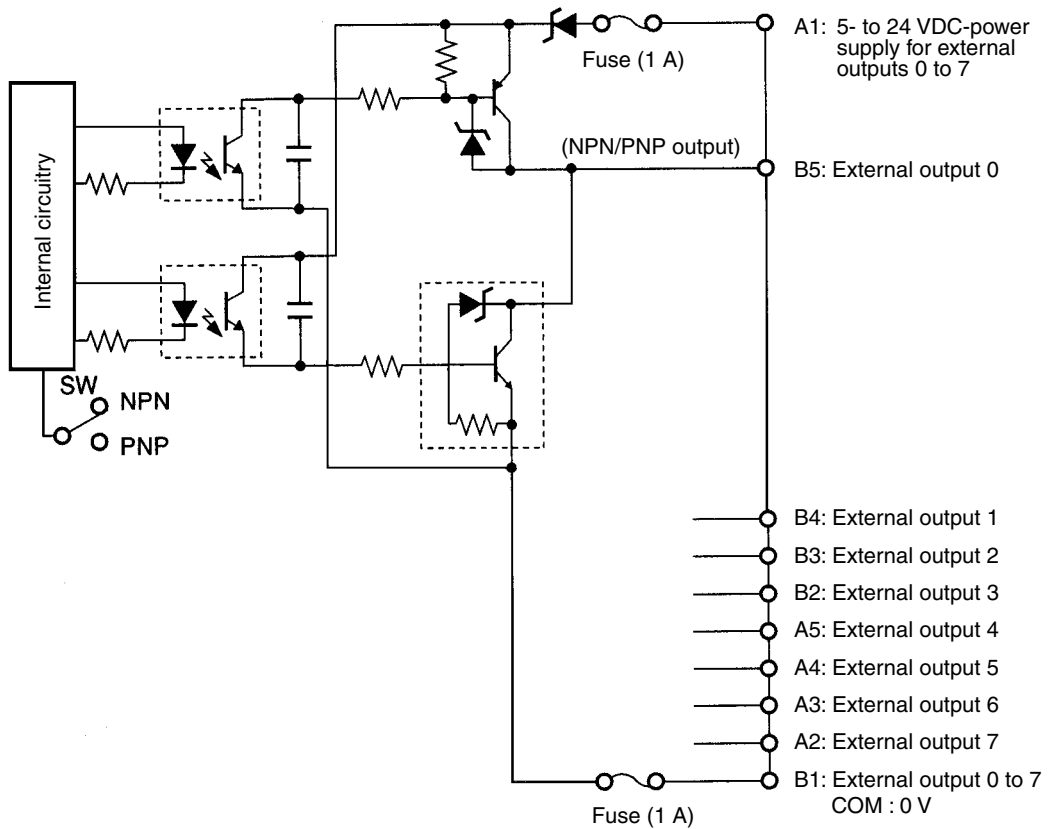 A1: 5- to 24 VDC-power
supply for external
outputs 0 to 7
Fuse (1 A)
Internal circuitry
(NPN/PNP output)
B5: External output 0
SW
NPN
PNP
B4: External output 1
B3: External output 2
B2: External output 3
A5: External output 4
A4: External output 5
A3: External output 6
A2: External output 7
B1: External output 0 to 7
COM : 0 V
Fuse (1 A)